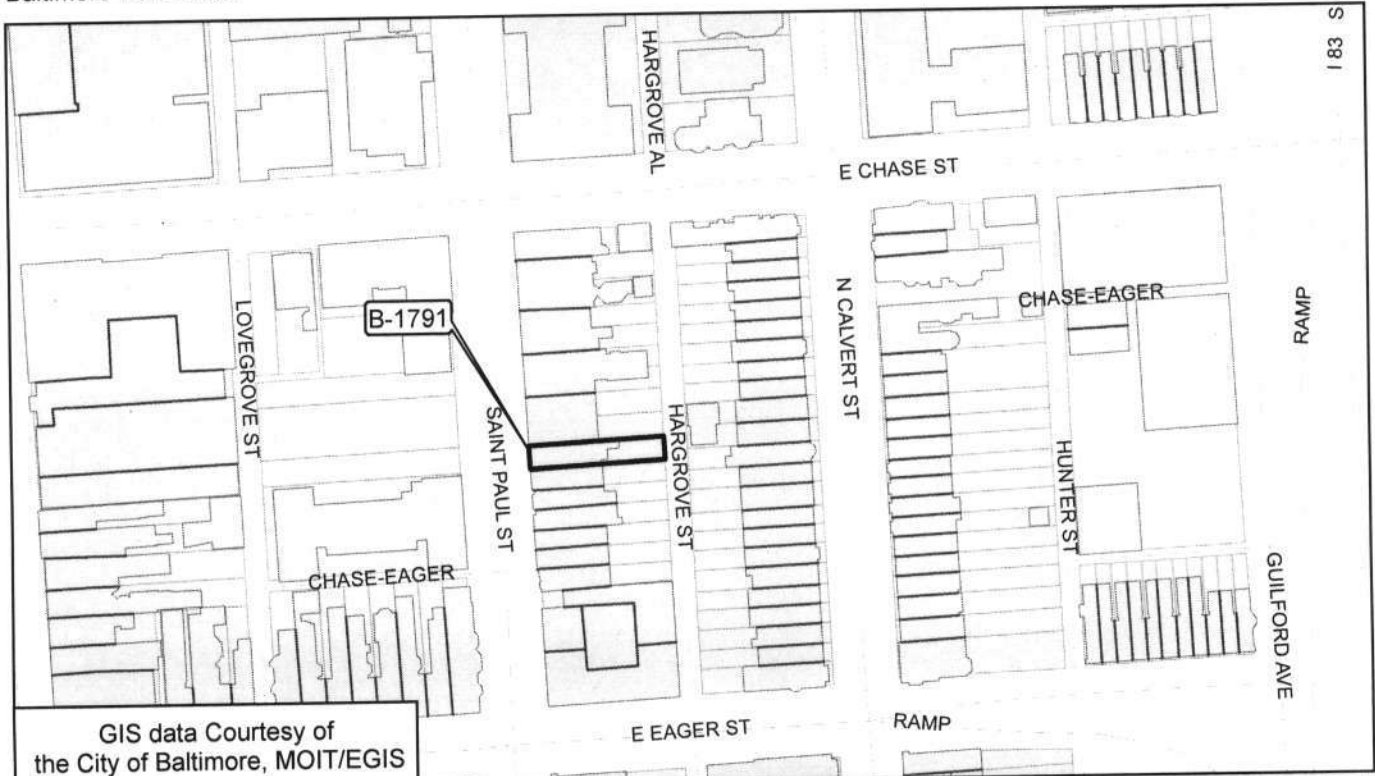 HARGROVE AL
I 83 S
E CHASE ST
CHASE-EAGER
RAMP
LOVEGROVE ST
B-1791
N CALVERT ST
SAINT PAUL ST
HARGROVE ST
HUNTER ST
CHASE-EAGER
GUILFORD AVE
E EAGER ST
RAMP
GIS data Courtesy of
the City of Baltimore, MOIT/EGIS